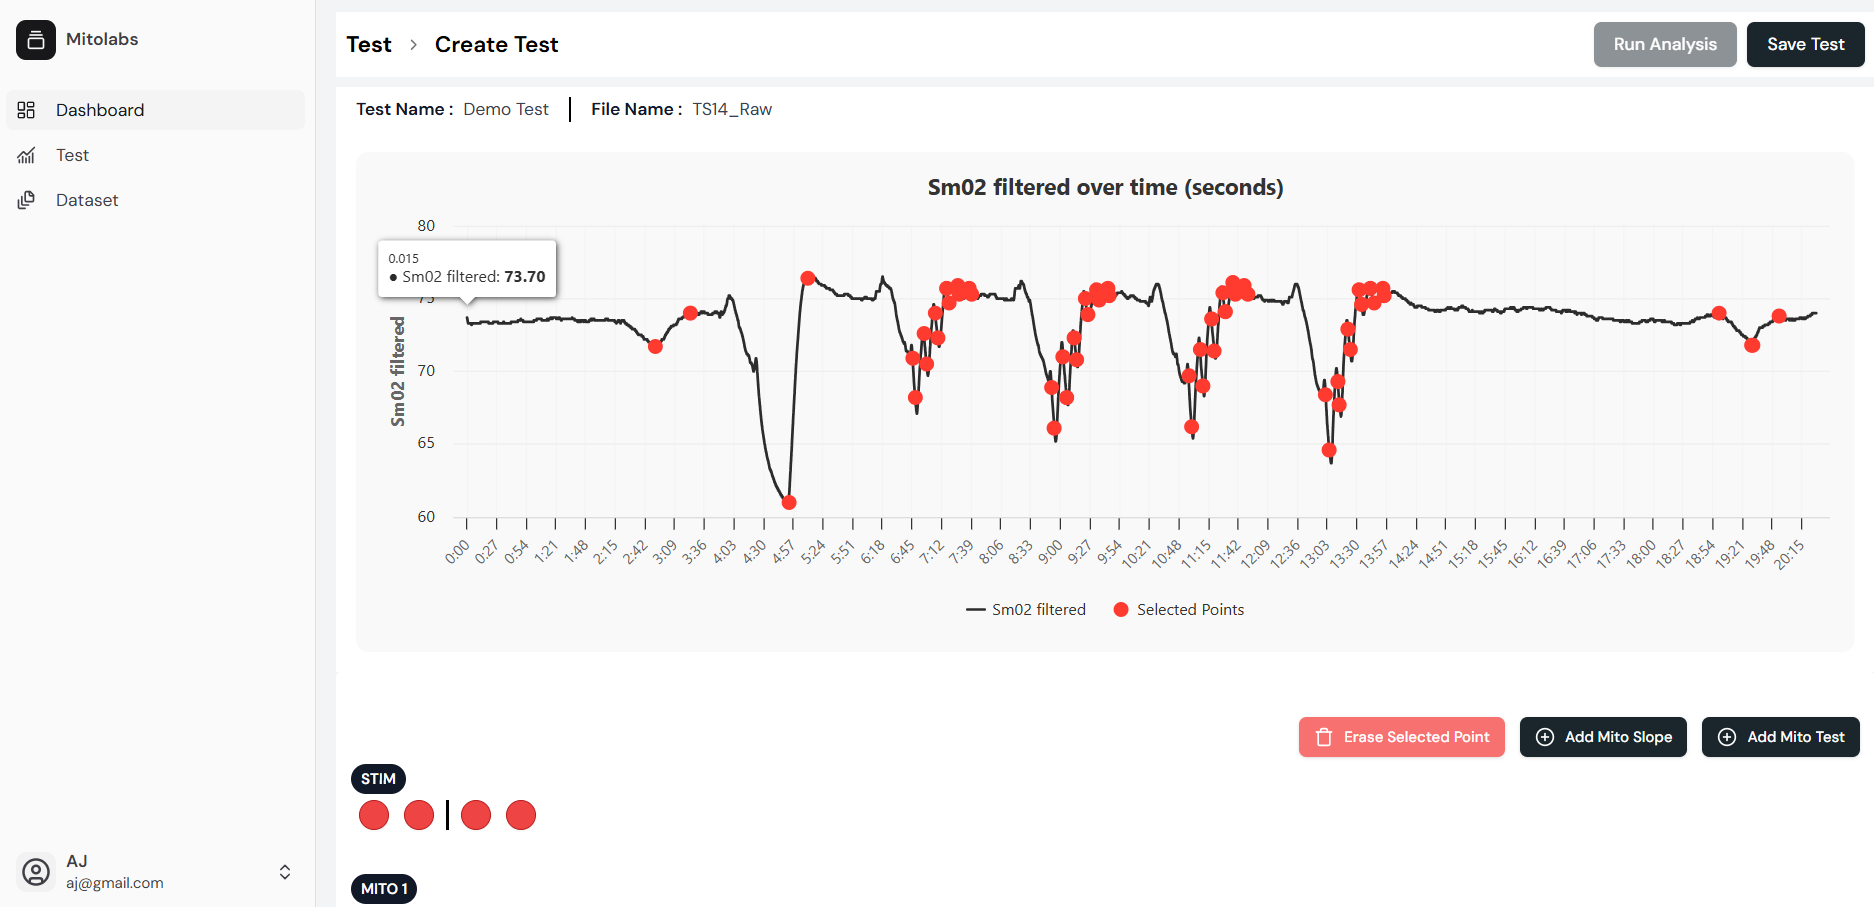 Mitolabs
Dashboard
Test
Dataset
AJ
aj@gmail.com
Test > Create Test
Run Analysis
Save Test
Test Name : Demo Test
File Name : TS14_Raw
Sm02 filtered over time (seconds)
0.015
● Sm02 filtered: 73.70
Sm02 filtered
80
75
70
65
60
0:00 0:27 0:54 1:21 1:48 2:15 2:42 3:09 3:36 4:03 4:30 4:57 5:24 5:51 6:18 6:45 7:12 7:39 8:06 8:33 9:00 9:27 9:54 10:21 10:48 11:15 11:42 12:09 12:36 13:03 13:30 13:57 14:24 14:51 15:18 15:45 16:12 16:39 17:06 17:33 18:00 18:27 18:54 19:21 19:48 20:15
Sm02 filtered
Selected Points
Erase Selected Point
Add Mito Slope
Add Mito Test
STIM
MITO 1